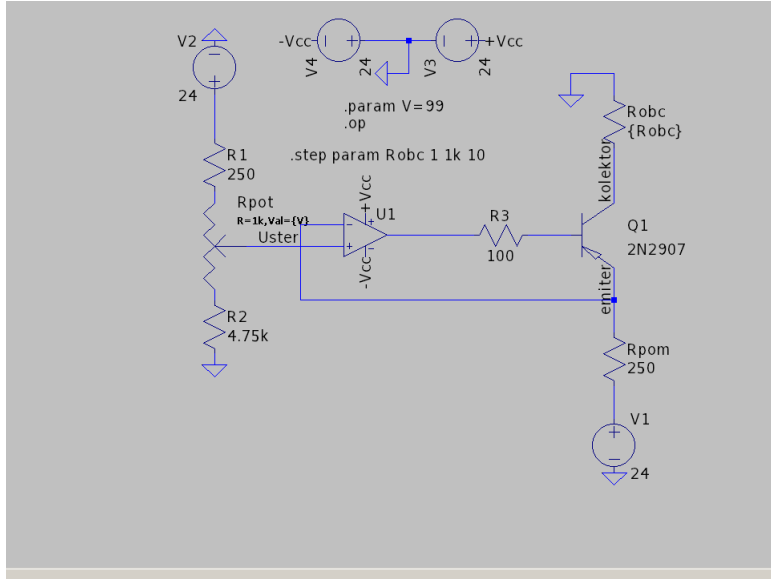 V2
24
-Vcc
V4
24
V3
24
+Vcc
.param V=99
.op
.step param Robc 1 1k 10
R1
250
Rpot
R=1k,Val={V}
Uster
+Vcc
U1
-Vcc
R3
100
Robc
{Robc}
kolektor
Q1
2N2907
emiter
R2
4.75k
Rpom
250
V1
24